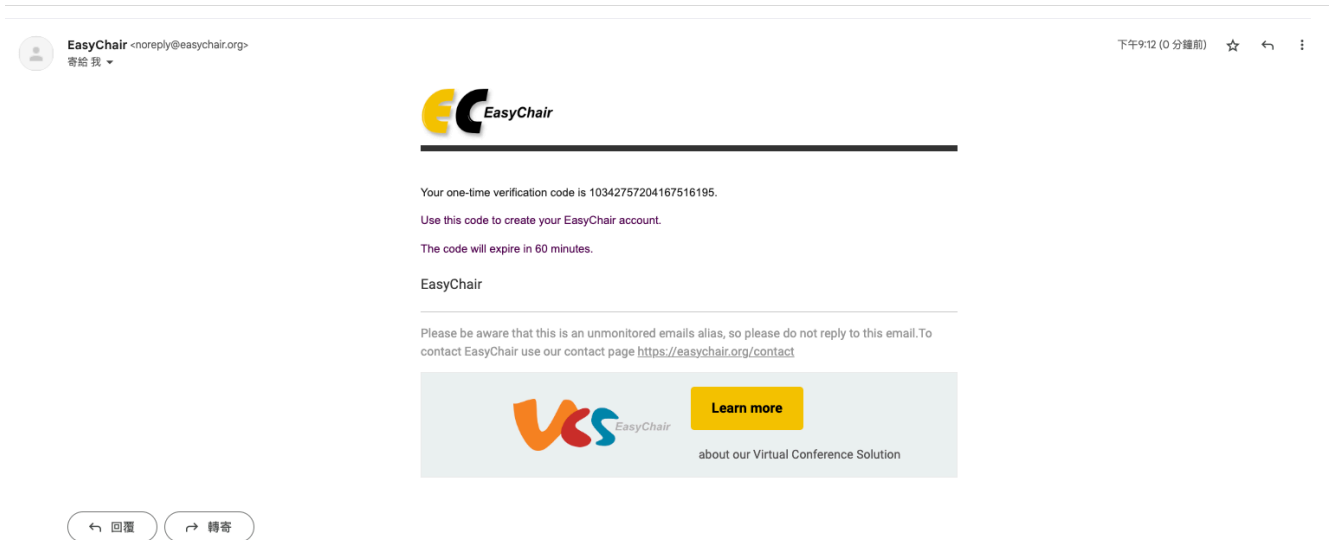 EasyChair <noreply@easychair.org>
下午9:12 (0 分鐘前)
寄給 我
EC EasyChair
Your one-time verification code is 10342757204167516195.
Use this code to create your EasyChair account.
The code will expire in 60 minutes.
EasyChair
Please be aware that this is an unmonitored emails alias, so please do not reply to this email.To
contact EasyChair use our contact page https://easychair.org/contact
VCS EasyChair
Learn more
about our Virtual Conference Solution
回覆
轉寄